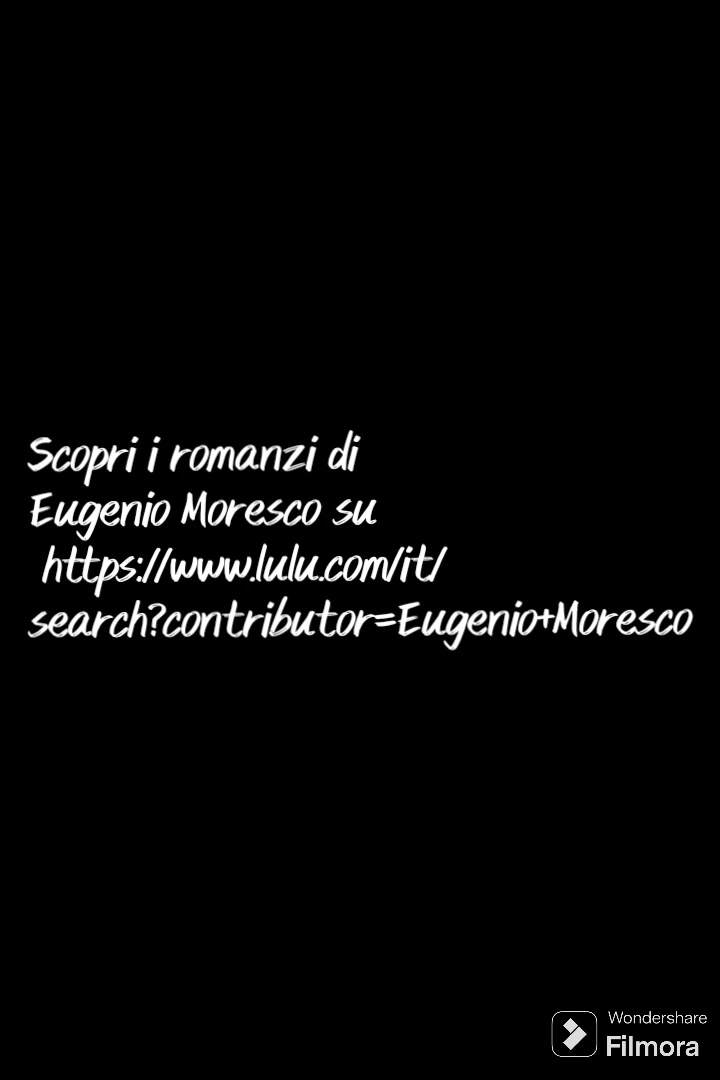 Scopri i romanzi di
Eugenio Moresco su
https://www.lulu.com/it/
search?contributor=Eugenio+Moresco
Wondershare
Filmora